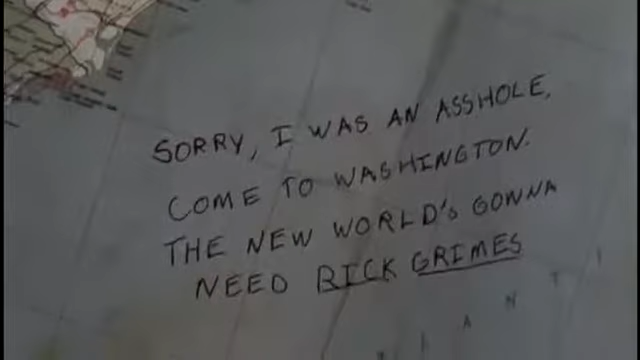 SORRY, I WAS AN ASSHOLE,
COME TO WASHINGTON.
THE NEW WORLD'S GONNA
NEED RICK GRIMES
I A N T I